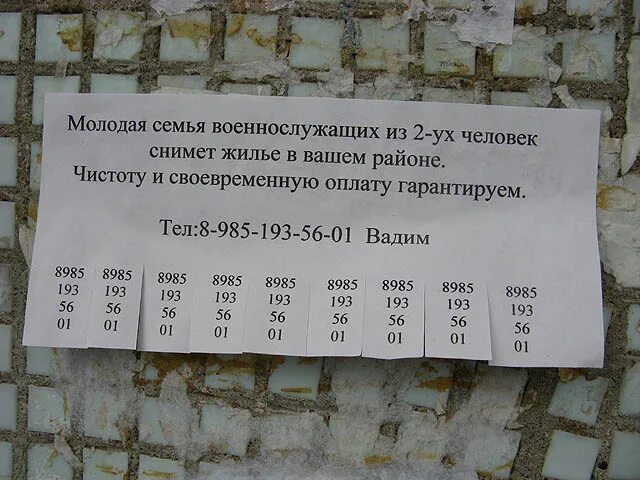 Молодая семья военнослужащих из 2-ух человек
снимет жилье в вашем районе.
Чистоту и своевременную оплату гарантируем.
Тел:8-985-193-56-01 Вадим
8985 8985 8985 8985 8985 8985 8985 8985 8985
193 193 193 193 193 193 193 193 193
56 56 56 56 56 56 56 56 56
01 01 01 01 01 01 01 01 01